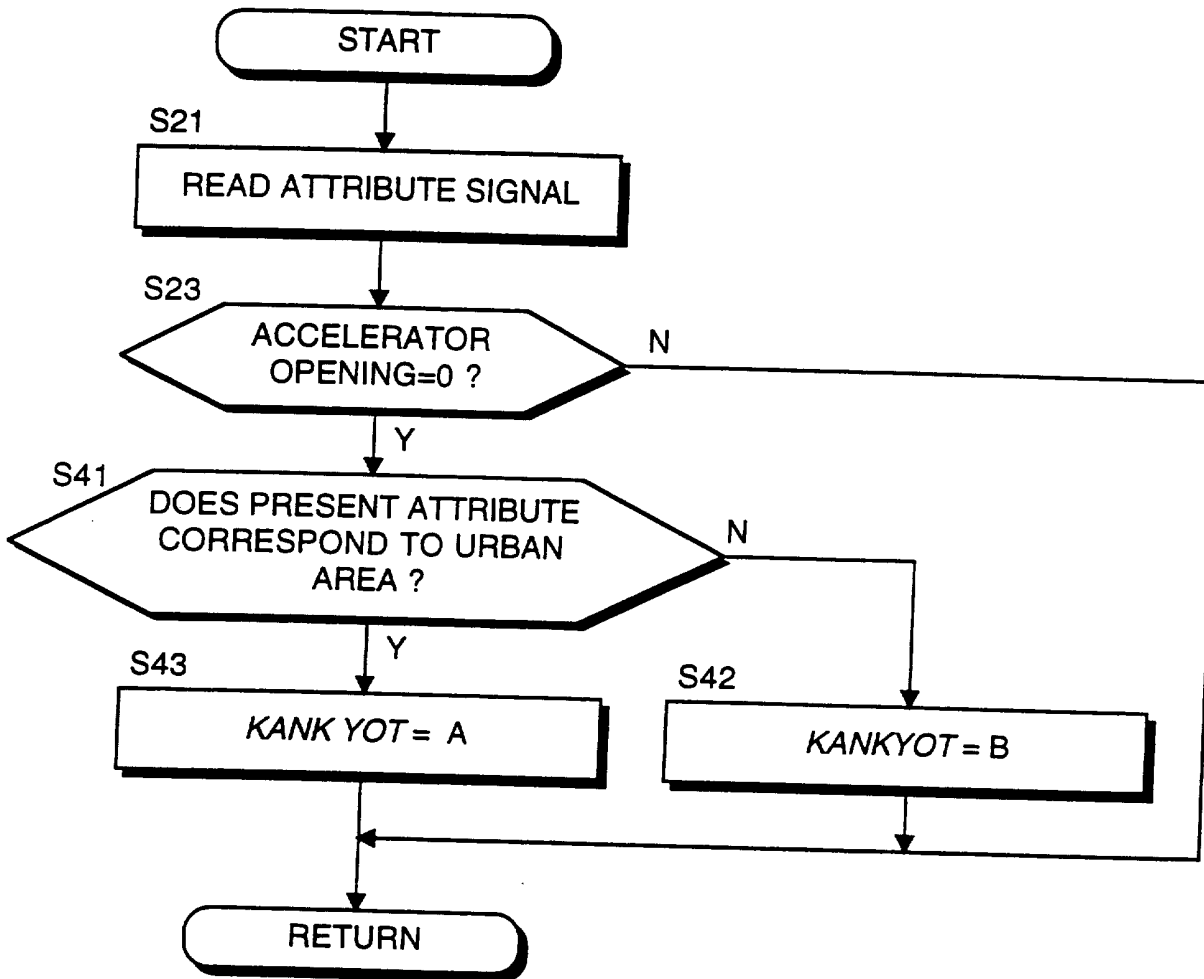 START
S21
READ ATTRIBUTE SIGNAL
S23
ACCELERATOR
OPENING=0 ?
N
Y
S41
DOES PRESENT ATTRIBUTE
CORRESPOND TO URBAN
AREA ?
N
Y
S43
KANK YOT = A
S42
KANKYOT = B
RETURN